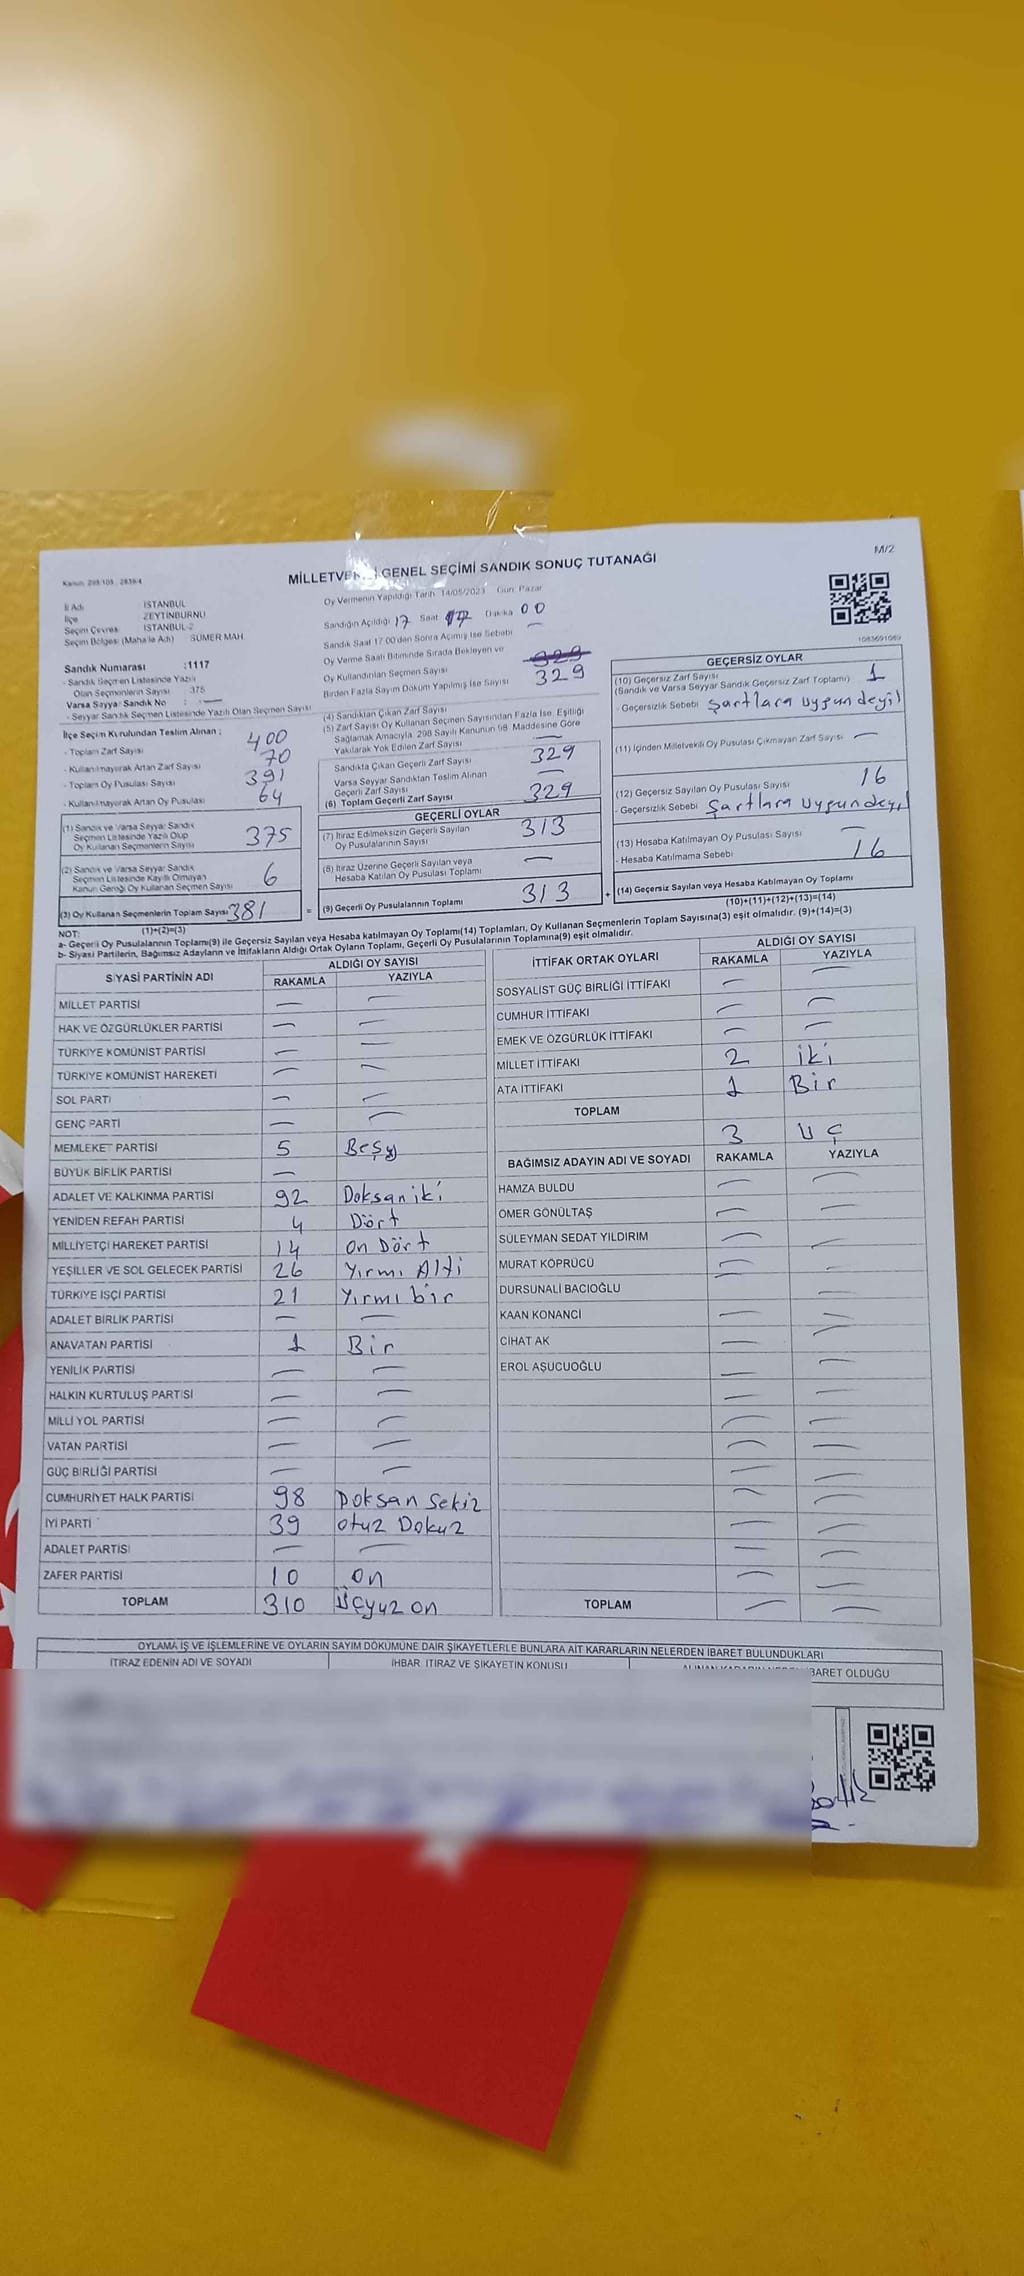 M/2
MİLLETVE GENEL SEÇİMİ SANDIK SONUÇ TUTANAĞI
İl Adı İSTANBUL
İlçe ZEYTİNBURNU
Seçim Çevres İSTANBUL-2
Seçim Bölgesi (Mahalle Adı) SÜMER MAH.
Sandık Numarası :1117
- Sandık Seçmen Listesinde Yazılı
Olan Seçmenlerin Sayısı 375
Varsa Seyyar Sandık No : —
- Seyyar Sandık Seçmen Listesinde Yazılı Olan Seçmen Sayısı
Oy Vermenin Yapıldığı Tarih 14/05/2023 Gün: Pazar
Sandığın Açıldığı 17 Saat 17 Dakika 00
Sandık Saat 17.00'den Sonra Açılmış İse Sebebi —
Oy Verme Saati Bitiminde Sırada Bekleyen ve
Oy Kullandırılan Seçmen Sayısı 329
Birden Fazla Sayım Döküm Yapılmış İse Sayısı
1083691089
İlçe Seçim Kurulundan Teslim Alınan ;
- Toplam Zarf Sayısı 400
- Kullanılmayarak Artan Zarf Sayısı 70
- Toplam Oy Pusulası Sayısı 391
- Kullanılmayarak Artan Oy Pusulası 64
(1) Sandık ve Varsa Seyyar Sandık
Seçmen Listesinde Yazılı Olup
Oy Kullanan Seçmenlerin Sayısı 375
(2) Sandık ve Varsa Seyyar Sandık
Seçmen Listesinde Kayıtlı Olmayan
Kanun Gereği Oy Kullanan Seçmen Sayısı 6
(3) Oy Kullanan Seçmenlerin Toplam Sayısı 381
(1)+(2)=(3)
(4) Sandıktan Çıkan Zarf Sayısı
(5) Zarf Sayısı Oy Kullanan Seçmen Sayısından Fazla İse, Eşitliği
Sağlamak Amacıyla, 298 Sayılı Kanunun 98. Maddesine Göre
Yakılarak Yok Edilen Zarf Sayısı —
Sandıkta Çıkan Geçerli Zarf Sayısı 329
Varsa Seyyar Sandıktan Teslim Alınan
Geçerli Zarf Sayısı —
(6) Toplam Geçerli Zarf Sayısı 329
GEÇERLİ OYLAR
(7) İtiraz Edilmeksizin Geçerli Sayılan
Oy Pusulalarının Sayısı 313
(8) İtiraz Üzerine Geçerli Sayılan veya
Hesaba Katılan Oy Pusulası Toplamı —
= (9) Geçerli Oy Pusulalarının Toplamı 313 +
GEÇERSİZ OYLAR
(10) Geçersiz Zarf Sayısı 1
(Sandık ve Varsa Seyyar Sandık Geçersiz Zarf Toplamı)
- Geçersizlik Sebebi Şartlara uygun deyil
(11) İçinden Milletvekili Oy Pusulası Çıkmayan Zarf Sayısı —
(12) Geçersiz Sayılan Oy Pusulası Sayısı 16
- Geçersizlik Sebebi Şartlara uygun deyil
(13) Hesaba Katılmayan Oy Pusulası Sayısı —
- Hesaba Katılmama Sebebi 16
(14) Geçersiz Sayılan veya Hesaba Katılmayan Oy Toplamı
(10)+(11)+(12)+(13)=(14)
NOT:
a- Geçerli Oy Pusulalarının Toplamı(9) ile Geçersiz Sayılan veya Hesaba katılmayan Oy Toplamı(14) Toplamları, Oy Kullanan Seçmenlerin Toplam Sayısına(3) eşit olmalıdır. (9)+(14)=(3)
b- Siyasi Partilerin, Bağımsız Adayların ve İttifakların Aldığı Ortak Oyların Toplamı, Geçerli Oy Pusulalarının Toplamına(9) eşit olmalıdır.
SİYASİ PARTİNİN ADI ALDIĞI OY SAYISI
RAKAMLA YAZIYLA
MİLLET PARTİSİ — —
HAK VE ÖZGÜRLÜKLER PARTİSİ — —
TÜRKİYE KOMÜNİST PARTİSİ — —
TÜRKİYE KOMÜNİST HAREKETİ — —
SOL PARTİ — —
GENÇ PARTİ — —
MEMLEKET PARTİSİ 5 Beş
BÜYÜK BİRLİK PARTİSİ —
ADALET VE KALKINMA PARTİSİ 92 Doksan iki
YENİDEN REFAH PARTİSİ 4 Dört
MİLLİYETÇİ HAREKET PARTİSİ 14 on Dört
YEŞİLLER VE SOL GELECEK PARTİSİ 26 Yırmı Altı
TÜRKİYE İŞÇİ PARTİSİ 21 Yırmı bir
ADALET BİRLİK PARTİSİ — —
ANAVATAN PARTİSİ 1 Bir
YENİLİK PARTİSİ — —
HALKIN KURTULUŞ PARTİSİ — —
MİLLİ YOL PARTİSİ — —
VATAN PARTİSİ — —
GÜÇ BİRLİĞİ PARTİSİ — —
CUMHURİYET HALK PARTİSİ 98 Doksan Sekiz
İYİ PARTİ 39 otuz Dokuz
ADALET PARTİSİ — —
ZAFER PARTİSİ 10 on
TOPLAM 310 Üçyüz on
İTTİFAK ORTAK OYLARI ALDIĞI OY SAYISI
RAKAMLA YAZIYLA
SOSYALİST GÜÇ BİRLİĞİ İTTİFAKI — —
CUMHUR İTTİFAKI — —
EMEK VE ÖZGÜRLÜK İTTİFAKI — —
MİLLET İTTİFAKI 2 iki
ATA İTTİFAKI 1 Bir
TOPLAM 3 Uç
BAĞIMSIZ ADAYIN ADI VE SOYADI RAKAMLA YAZIYLA
HAMZA BULDU — —
ÖMER GÖNÜLTAŞ — —
SÜLEYMAN SEDAT YILDIRIM — —
MURAT KÖPRÜCÜ — —
DURSUNALİ BACIOĞLU — —
KAAN KONANCİ — —
CİHAT AK — —
EROL AŞUCUOĞLU — —
TOPLAM — —
OYLAMA İŞ VE İŞLEMLERİNE VE OYLARIN SAYIM DÖKÜMÜNE DAİR ŞİKAYETLERLE BUNLARA AİT KARARLARIN NELERDEN İBARET BULUNDUKLARI
İTİRAZ EDENİN ADI VE SOYADI İHBAR, İTİRAZ VE ŞİKAYETİN KONUSU BARET OLDUĞU